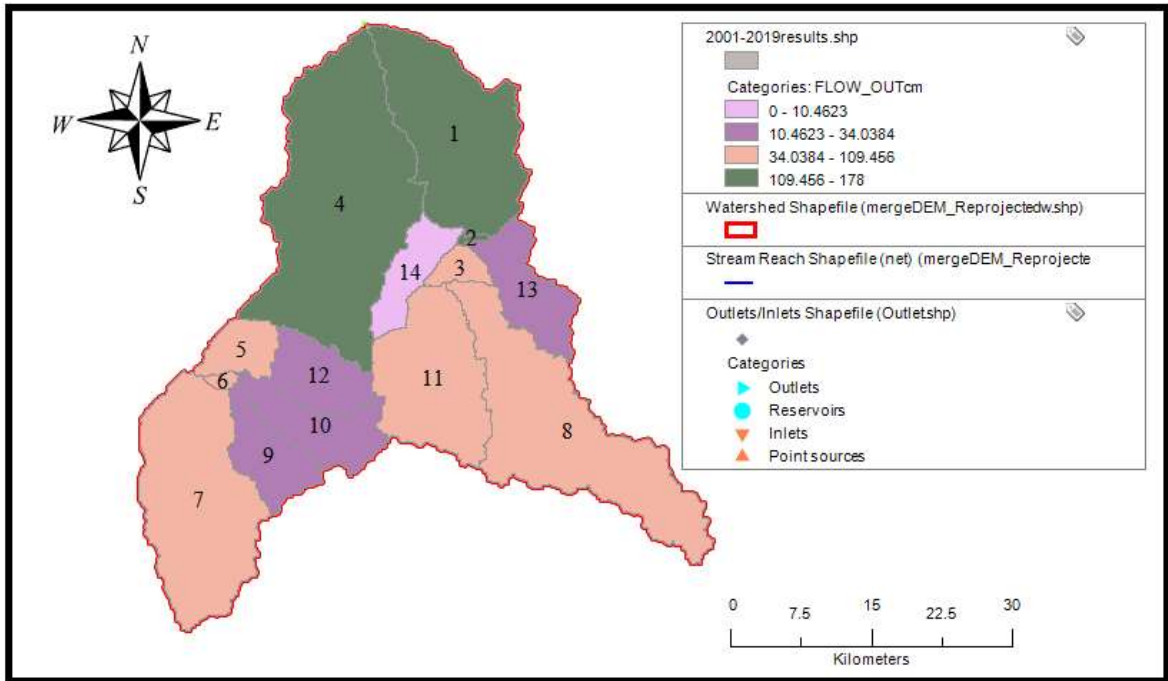 N
W
E
S
1
4
2
3
14
13
5
6
12
11
10
8
9
7
2001-2019results.shp
Categories: FLOW_OUTcm
0 - 10.4623
10.4623 - 34.0384
34.0384 - 109.456
109.456 - 178
Watershed Shapefile (mergeDEM_Reprojectedw.shp)
Stream Reach Shapefile (net) (mergeDEM_Reprojecte
Outlets/Inlets Shapefile (Outlet.shp)
Categories
Outlets
Reservoirs
Inlets
Point sources
0 7.5 15 22.5 30
Kilometers